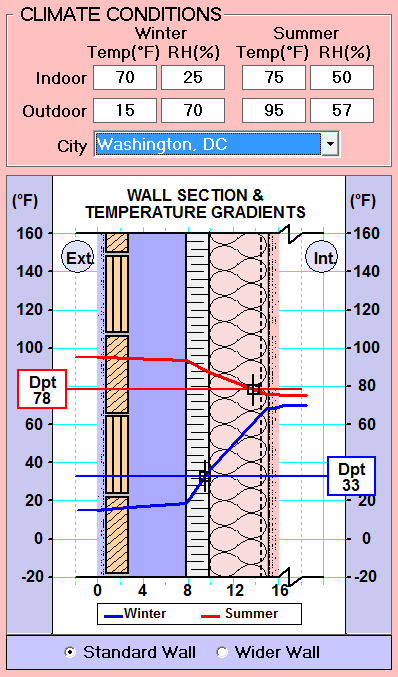 CLIMATE CONDITIONS
Winter Summer
Temp(°F) RH(%) Temp(°F) RH(%)
Indoor 70 25 75 50
Outdoor 15 70 95 57
City Washington, DC
(°F) WALL SECTION & (°F)
TEMPERATURE GRADIENTS
160 160
Ext. Int.
140 140
120 120
100 100
Dpt
78
80
60 60
40 40
Dpt
33
20 20
0 0
-20 -20
0 4 8 12 16
Winter Summer
Standard Wall Wider Wall